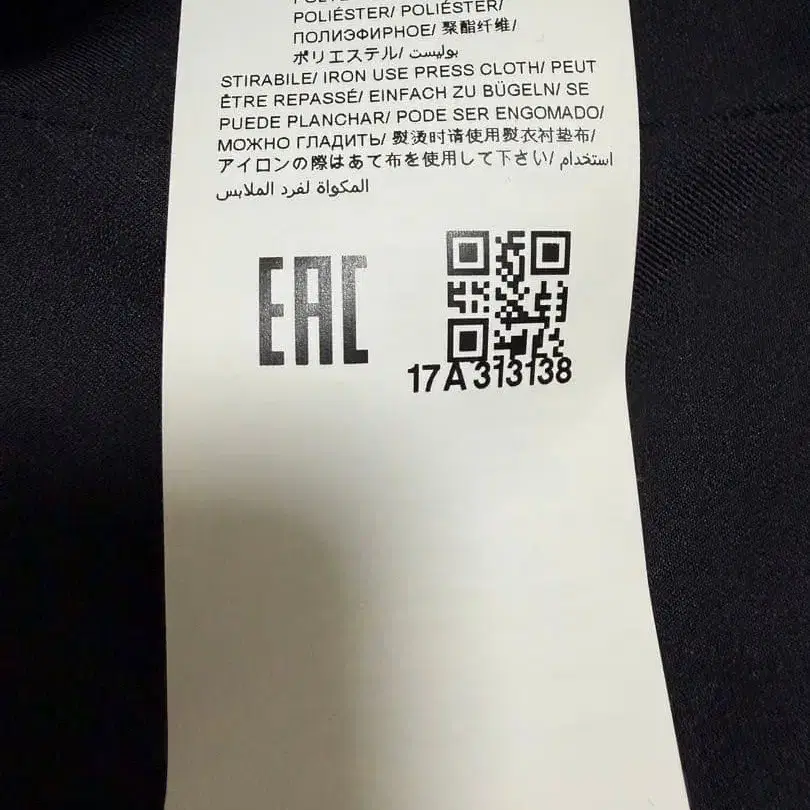 POLIÉSTER/ POLIÉSTER/
ПОЛИЭФИРНОЕ/ 聚酯纤维/
ポリエステル/ بوليست
STIRABILE/ IRON USE PRESS CLOTH/ PEUT
ÊTRE REPASSÉ/ EINFACH ZU BÜGELN/ SE
PUEDE PLANCHAR/ PODE SER ENGOMADO/
МОЖНО ГЛАДИТЬ/ 熨烫时请使用熨衣衬垫布/
アイロンの際はあて布を使用して下さい/ استخدام
المكواة لفرد الملابس
EAC
17A313138